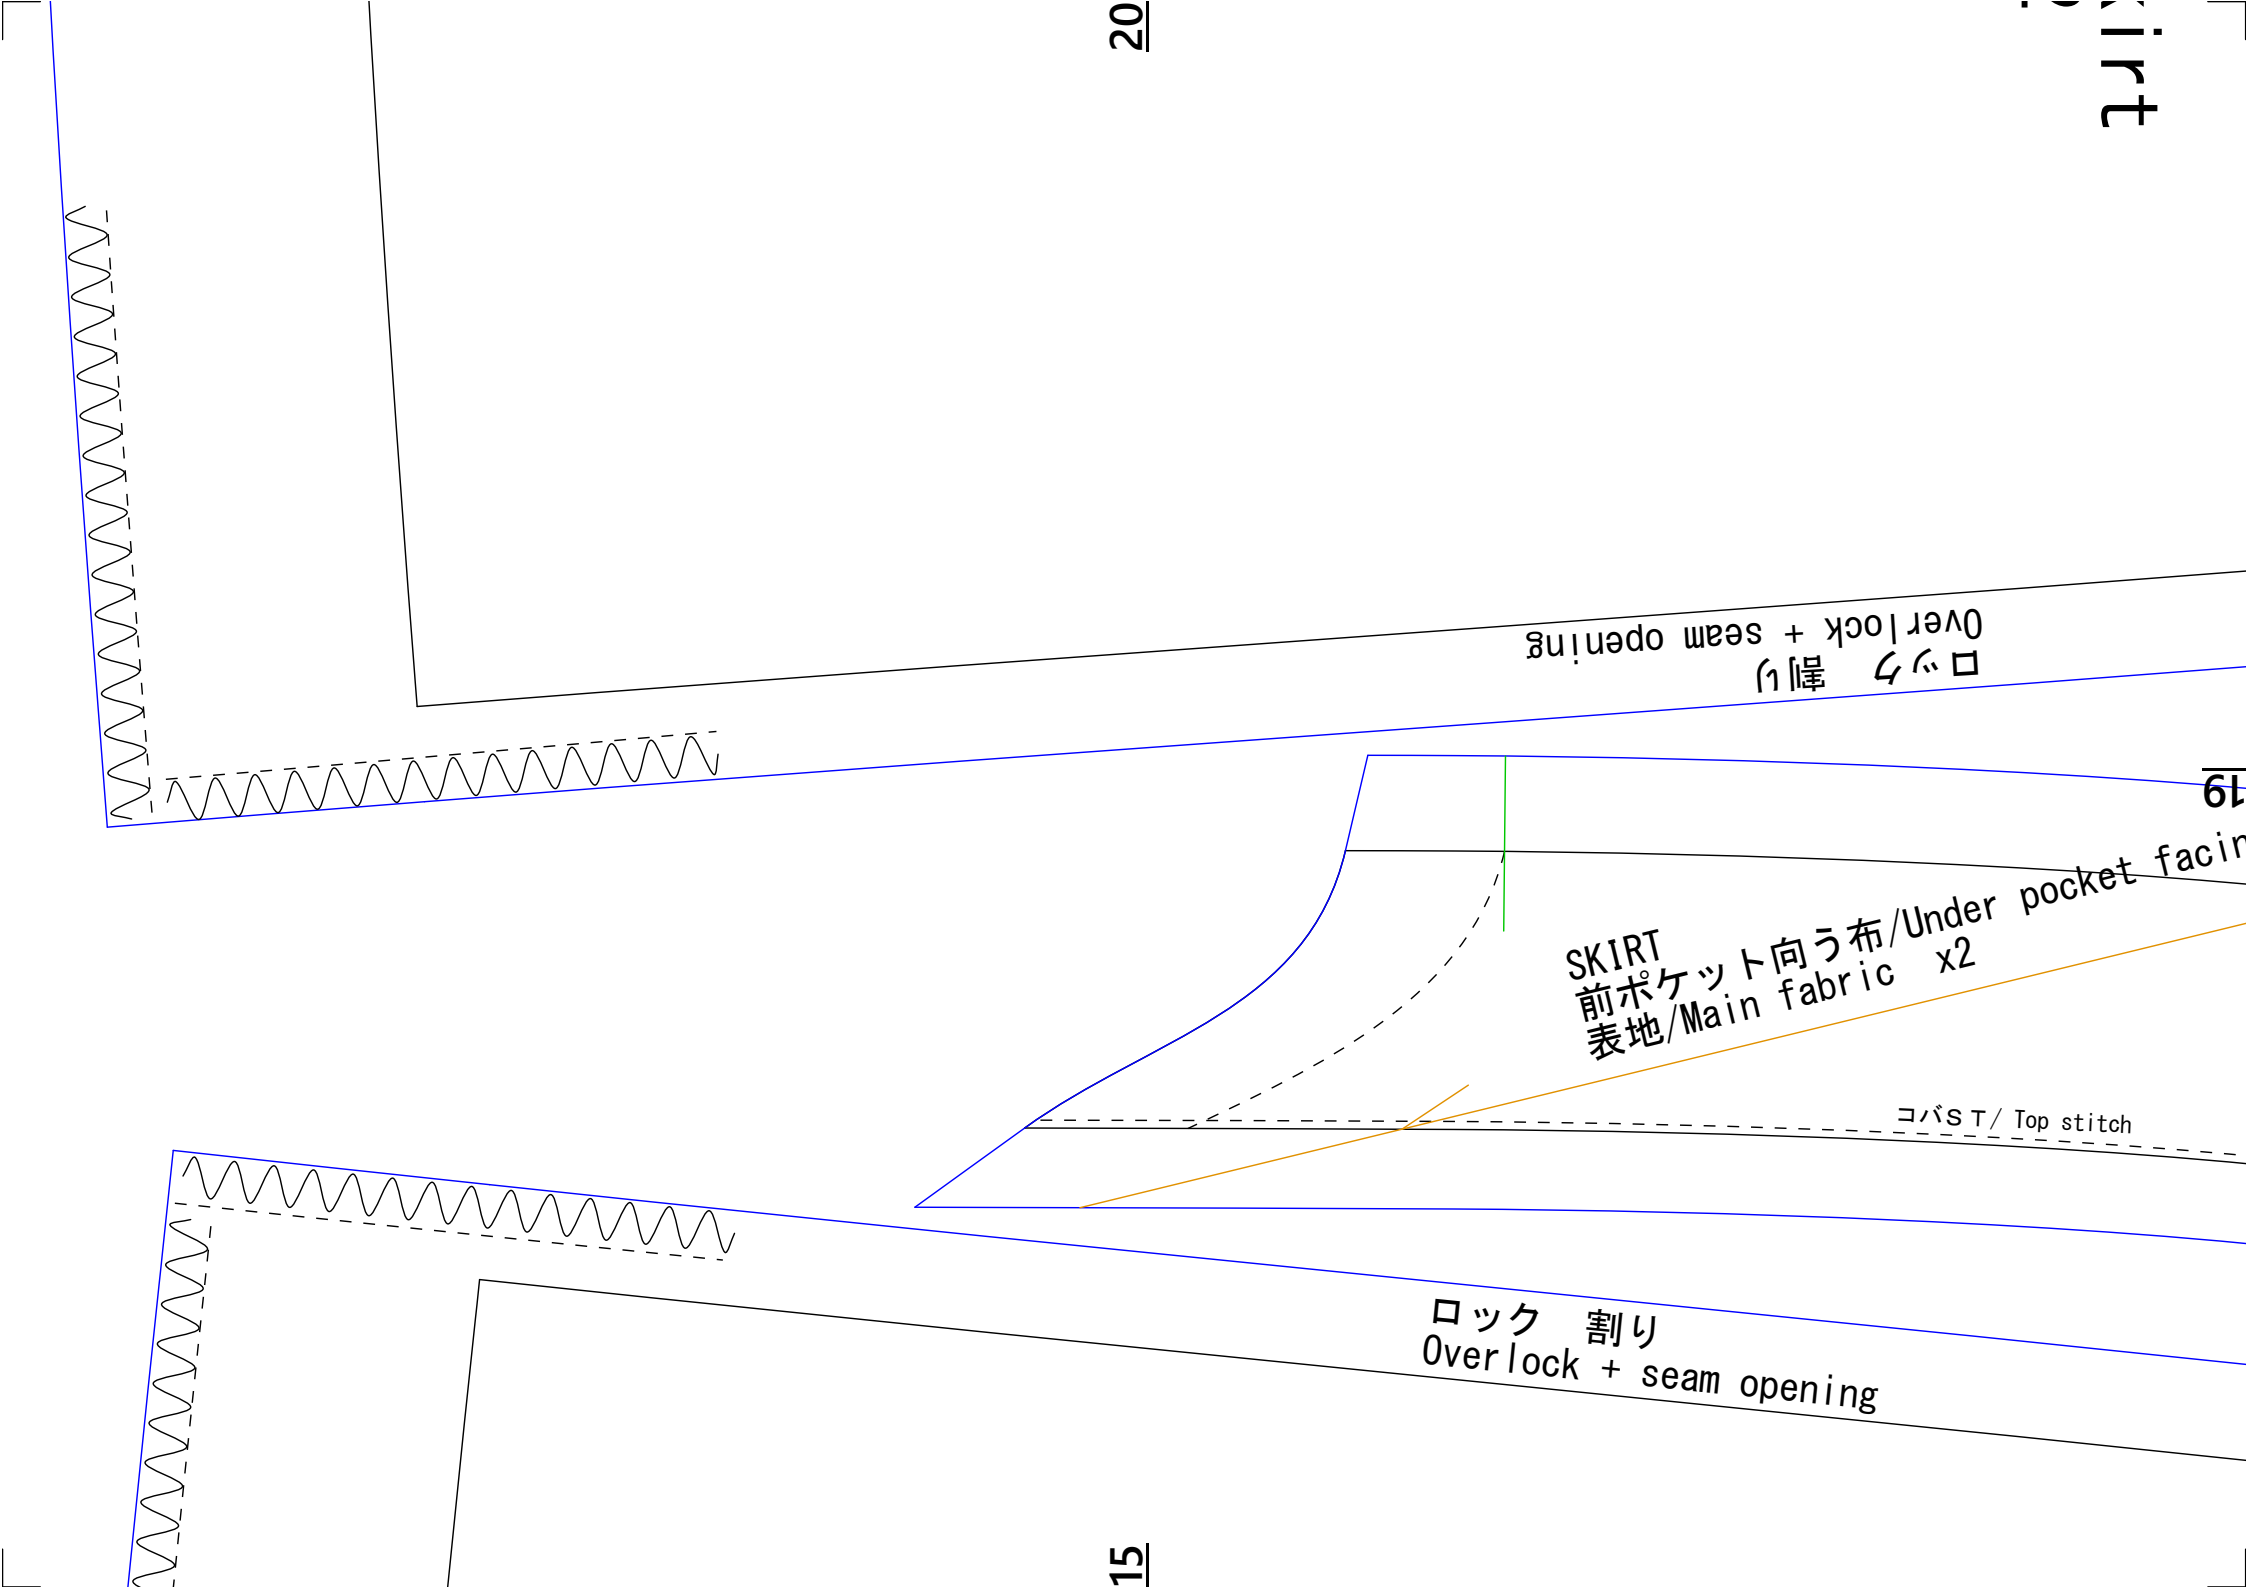 20
kirt
Overlock + seam opening
ロック　割り
19
SKIRT
前ポケット向う布/Under pocket facin
表地/Main fabric　x2
コバＳＴ/ Top stitch
ロック　割り
Overlock + seam opening
15